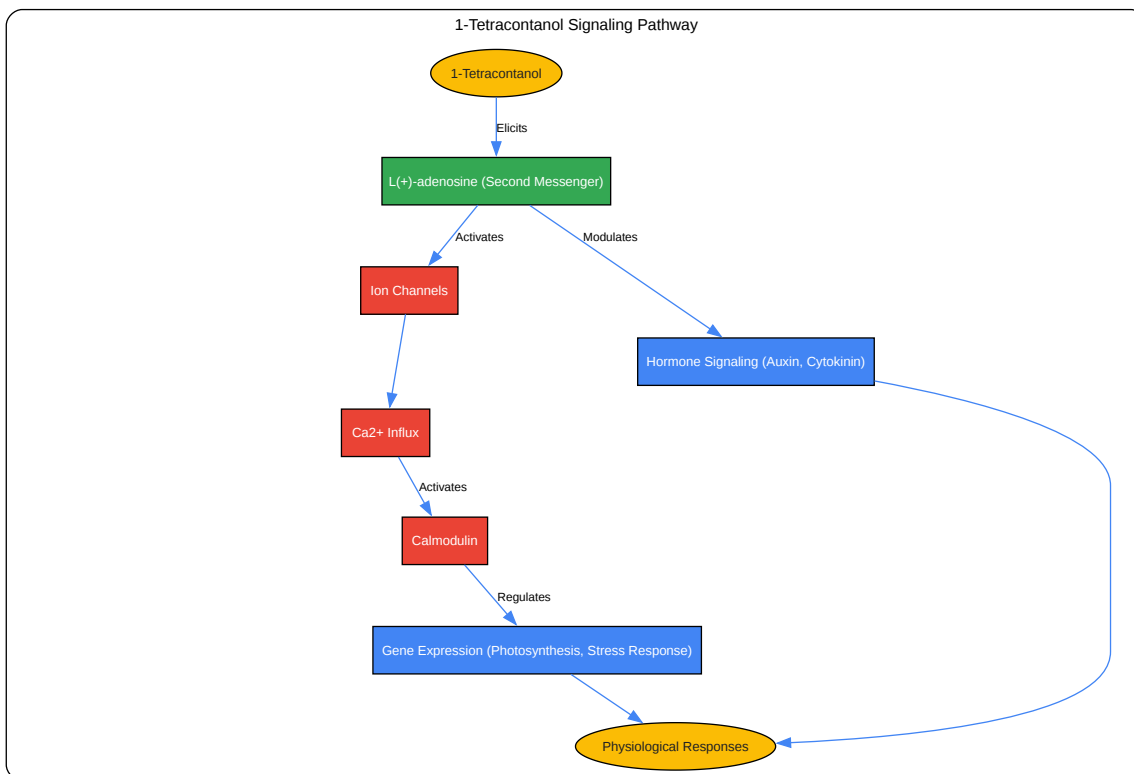 1-Tetracontanol Signaling Pathway
1-Tetracontanol
Elicits
L(+)-adenosine (Second Messenger)
Activates
Modulates
Ion Channels
Hormone Signaling (Auxin, Cytokinin)
Ca2+ Influx
Activates
Calmodulin
Regulates
Gene Expression (Photosynthesis, Stress Response)
Physiological Responses